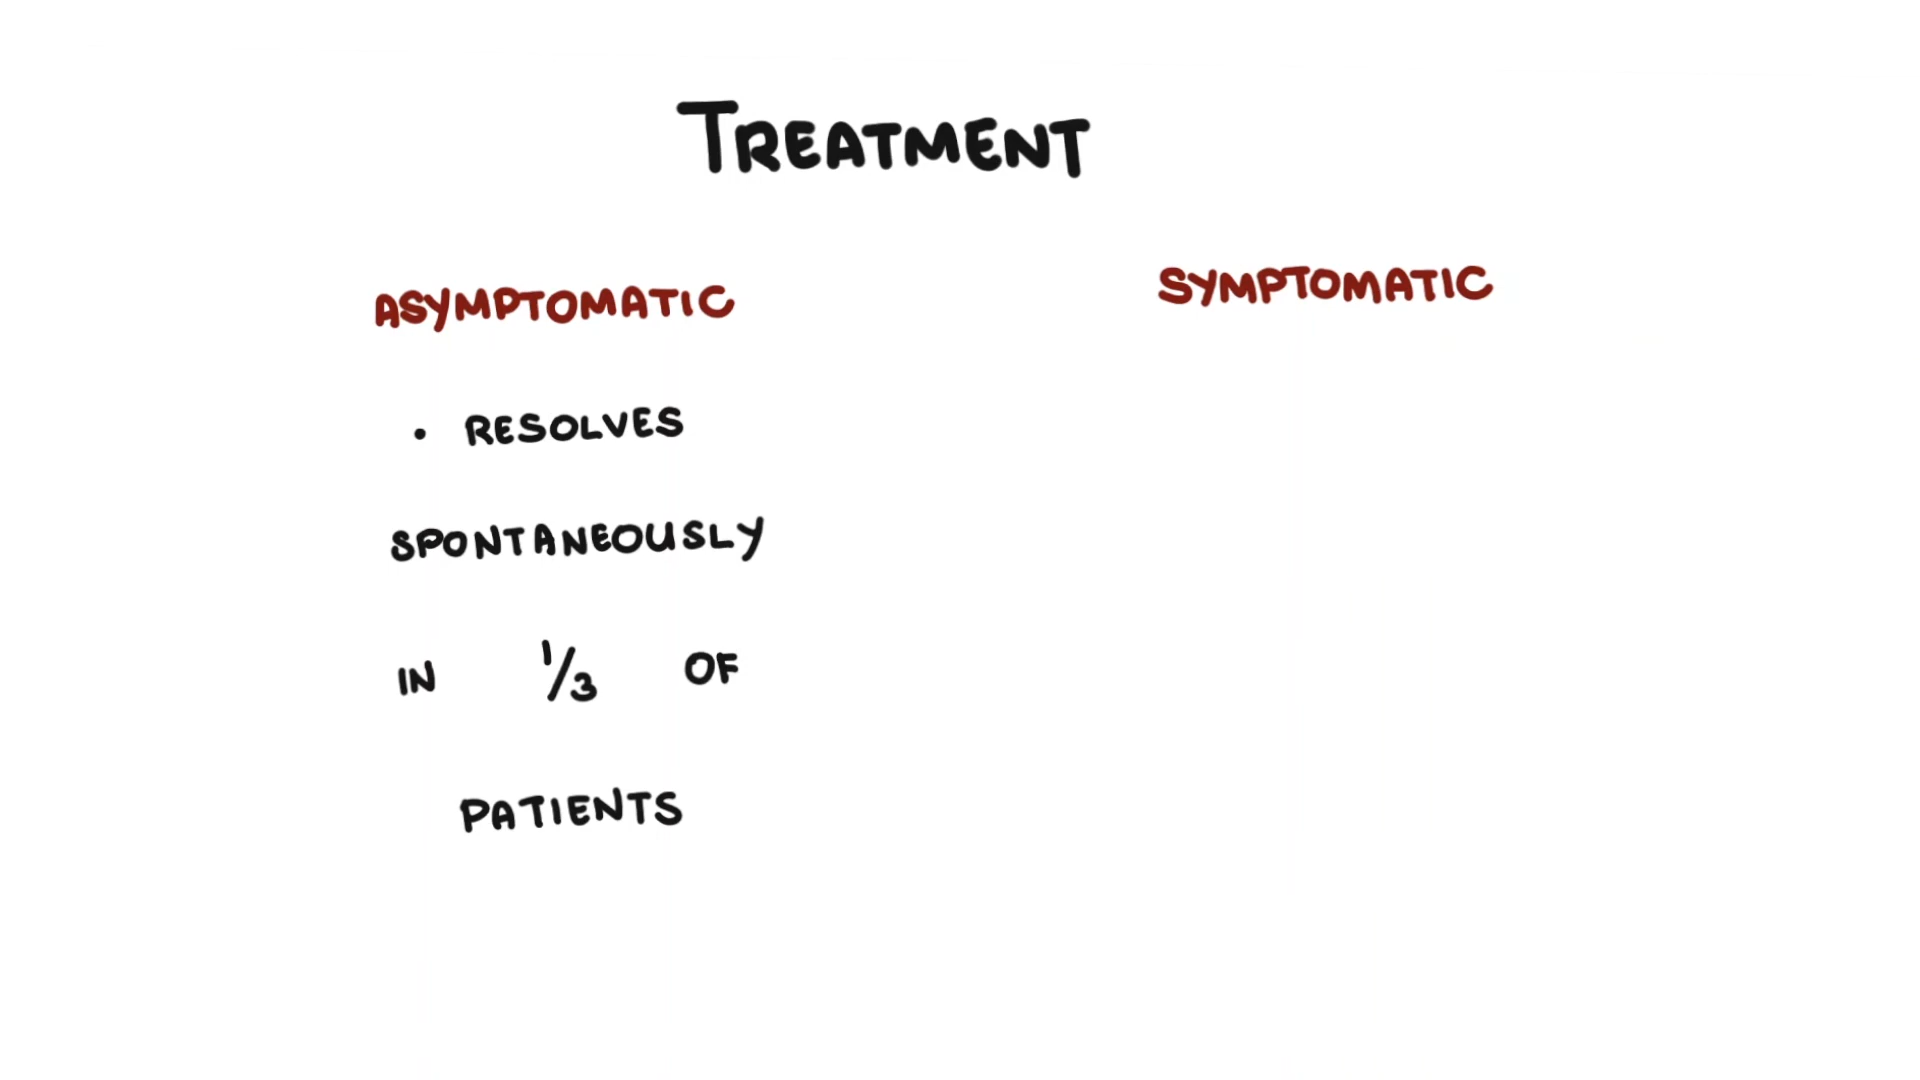 TREATMENT
ASYMPTOMATIC
• RESOLVES
SPONTANEOUSLY
IN 1/3 OF
PATIENTS
SYMPTOMATIC